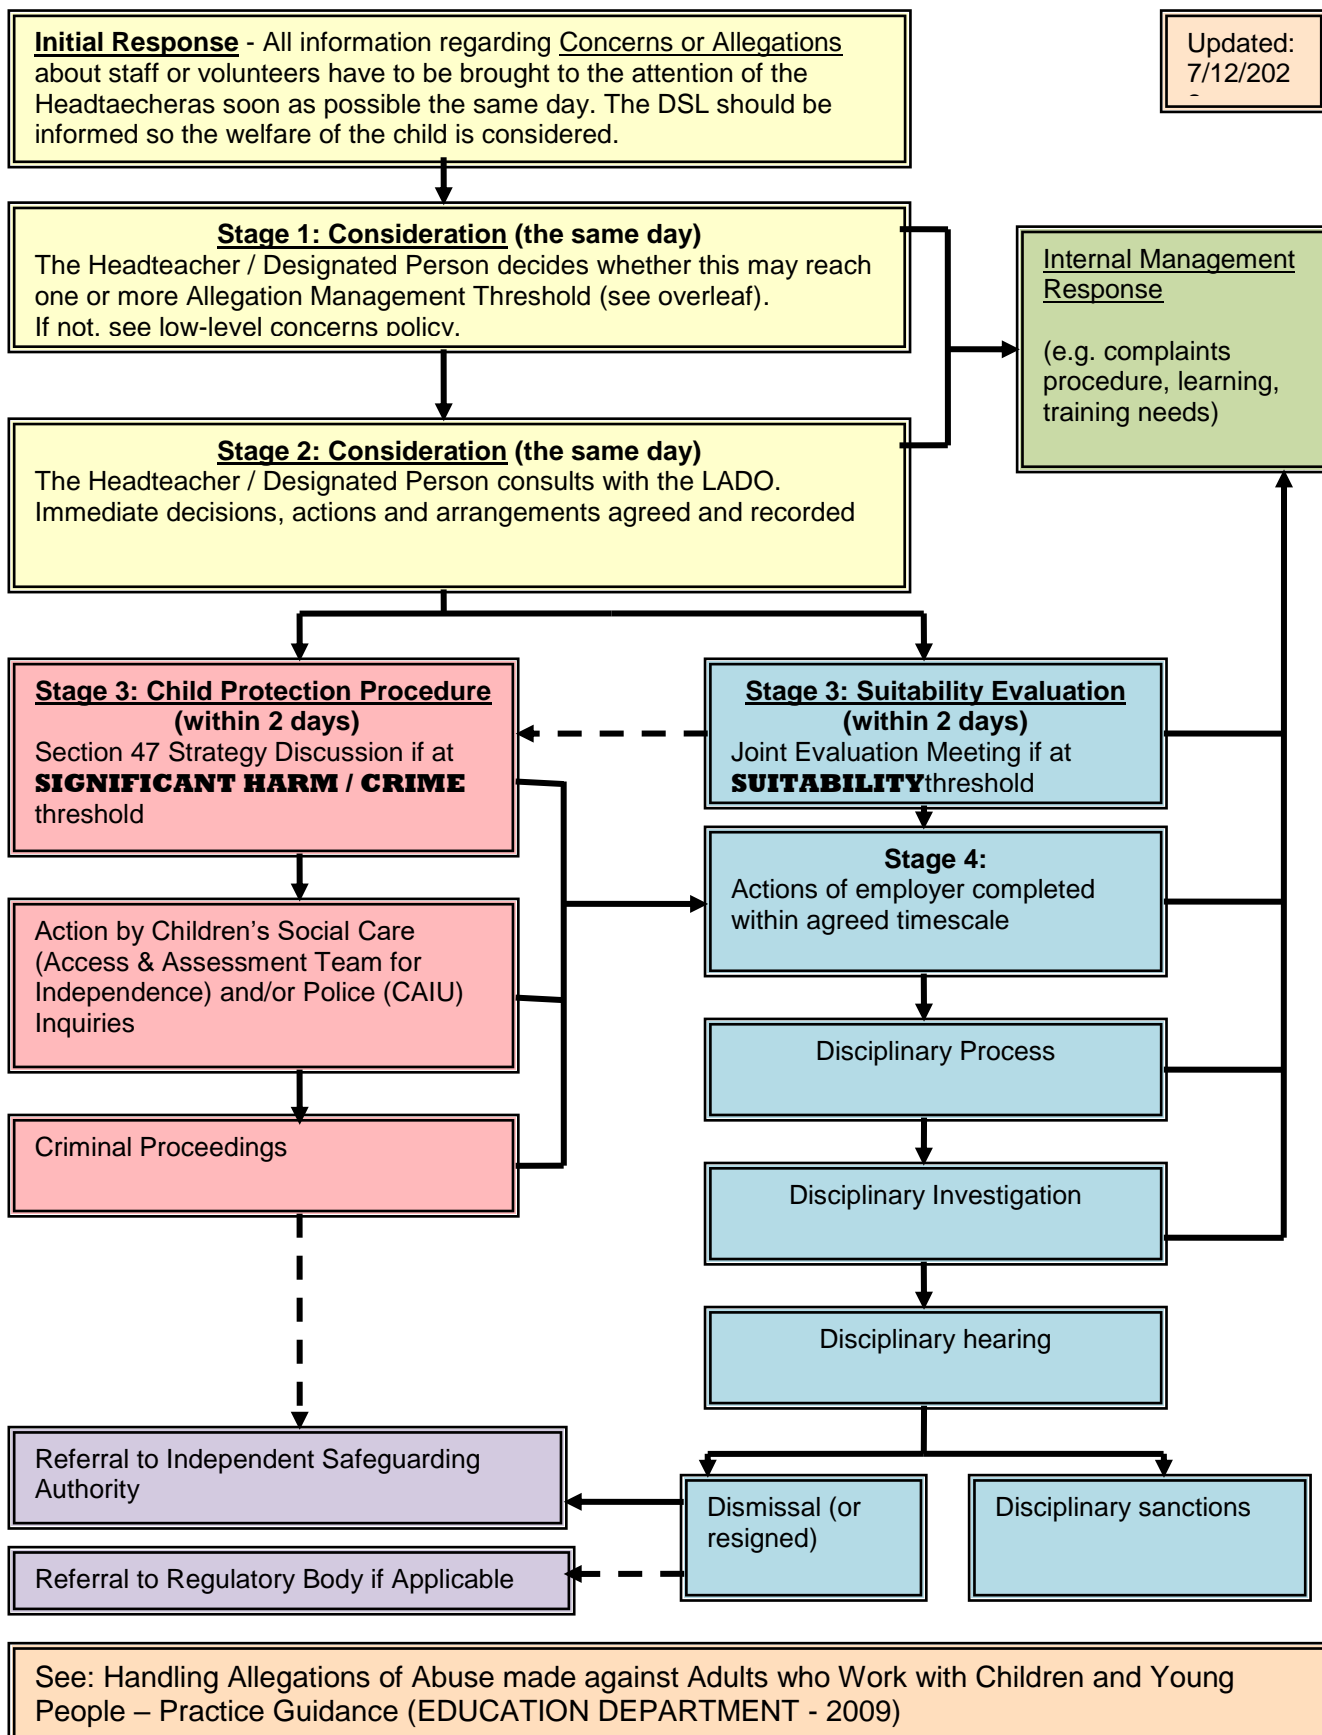 Initial Response - All information regarding Concerns or Allegations
about staff or volunteers have to be brought to the attention of the
Headtaecheras soon as possible the same day. The DSL should be
informed so the welfare of the child is considered.
Updated:
7/12/202
Stage 1: Consideration (the same day)
The Headteacher / Designated Person decides whether this may reach
one or more Allegation Management Threshold (see overleaf).
If not, see low-level concerns policy.
Internal Management
Response
(e.g. complaints
procedure, learning,
training needs)
Stage 2: Consideration (the same day)
The Headteacher / Designated Person consults with the LADO.
Immediate decisions, actions and arrangements agreed and recorded
Stage 3: Child Protection Procedure
(within 2 days)
Section 47 Strategy Discussion if at
SIGNIFICANT HARM / CRIME
threshold
Stage 3: Suitability Evaluation
(within 2 days)
Joint Evaluation Meeting if at
SUITABILITYthreshold
Stage 4:
Actions of employer completed
within agreed timescale
Action by Children's Social Care
(Access & Assessment Team for
Independence) and/or Police (CAIU)
Inquiries
Disciplinary Process
Criminal Proceedings
Disciplinary Investigation
Disciplinary hearing
Referral to Independent Safeguarding
Authority
Dismissal (or
resigned)
Disciplinary sanctions
Referral to Regulatory Body if Applicable
See: Handling Allegations of Abuse made against Adults who Work with Children and Young
People – Practice Guidance (EDUCATION DEPARTMENT - 2009)